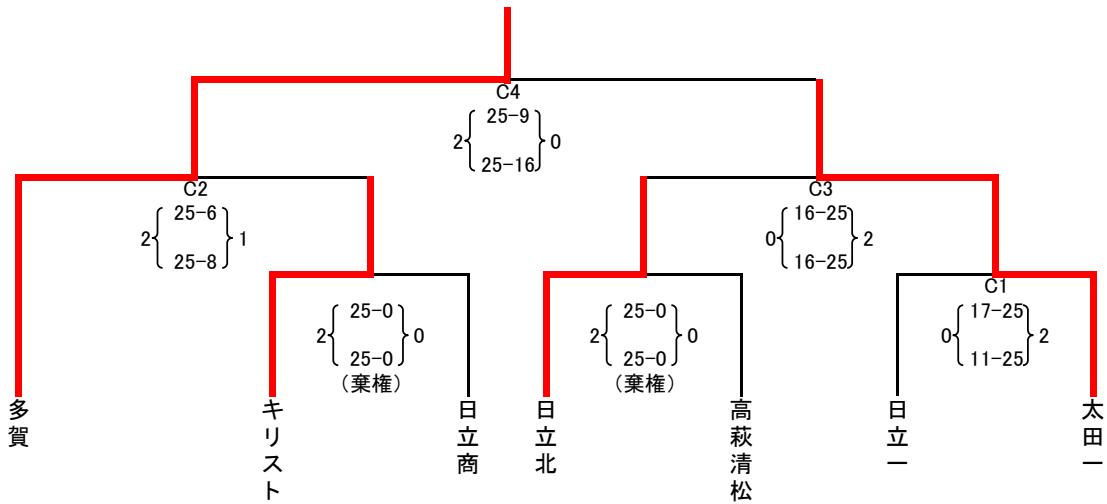 C4
25-9
2 0
25-16
C2
25-6
2 1
25-8
C3
16-25
0 2
16-25
25-0
2 0
25-0
(棄権)
25-0
2 0
25-0
(棄権)
C1
17-25
0 2
11-25
多賀
キリスト
日立商
日立北
高萩清松
日立一
太田一